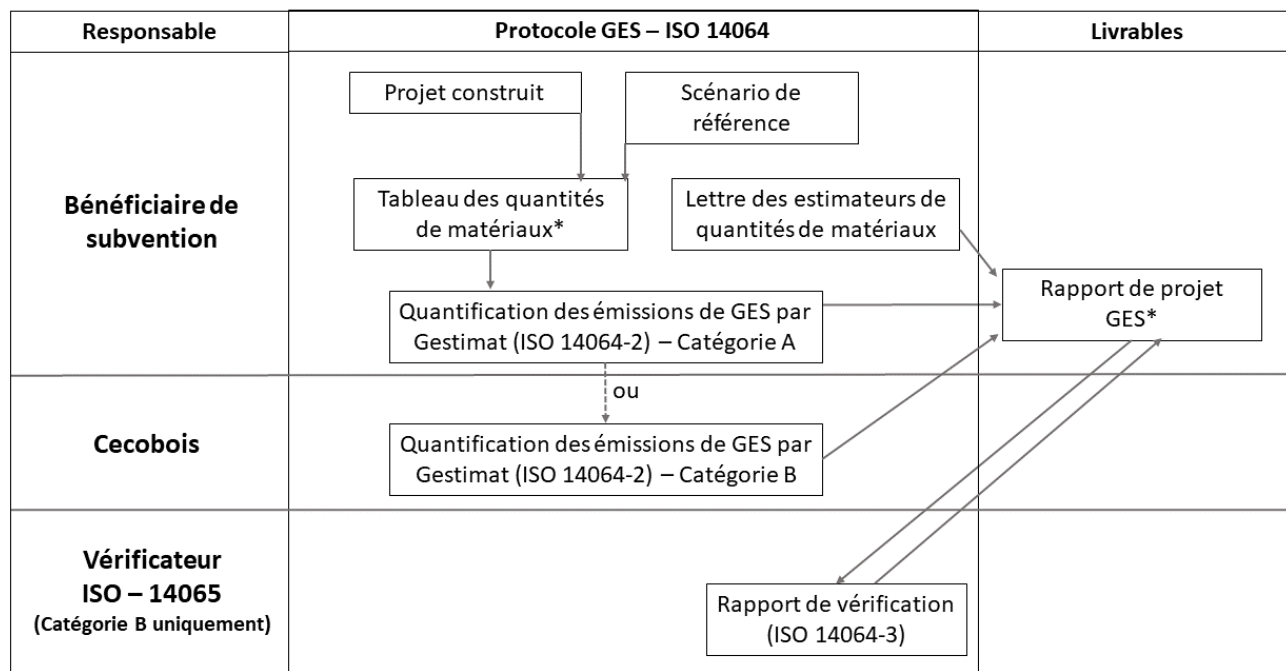 Responsable
Protocole GES – ISO 14064
Livrables
Projet construit
Scénario de
référence
Bénéficiaire de
subvention
Tableau des quantités
de matériaux*
Lettre des estimateurs de
quantités de matériaux
Quantification des émissions de GES par
Gestimat (ISO 14064-2) – Catégorie A
Rapport de projet
GES*
ou
Cecobois
Quantification des émissions de GES par
Gestimat (ISO 14064-2) – Catégorie B
Vérificateur
ISO – 14065
(Catégorie B uniquement)
Rapport de vérification
(ISO 14064-3)